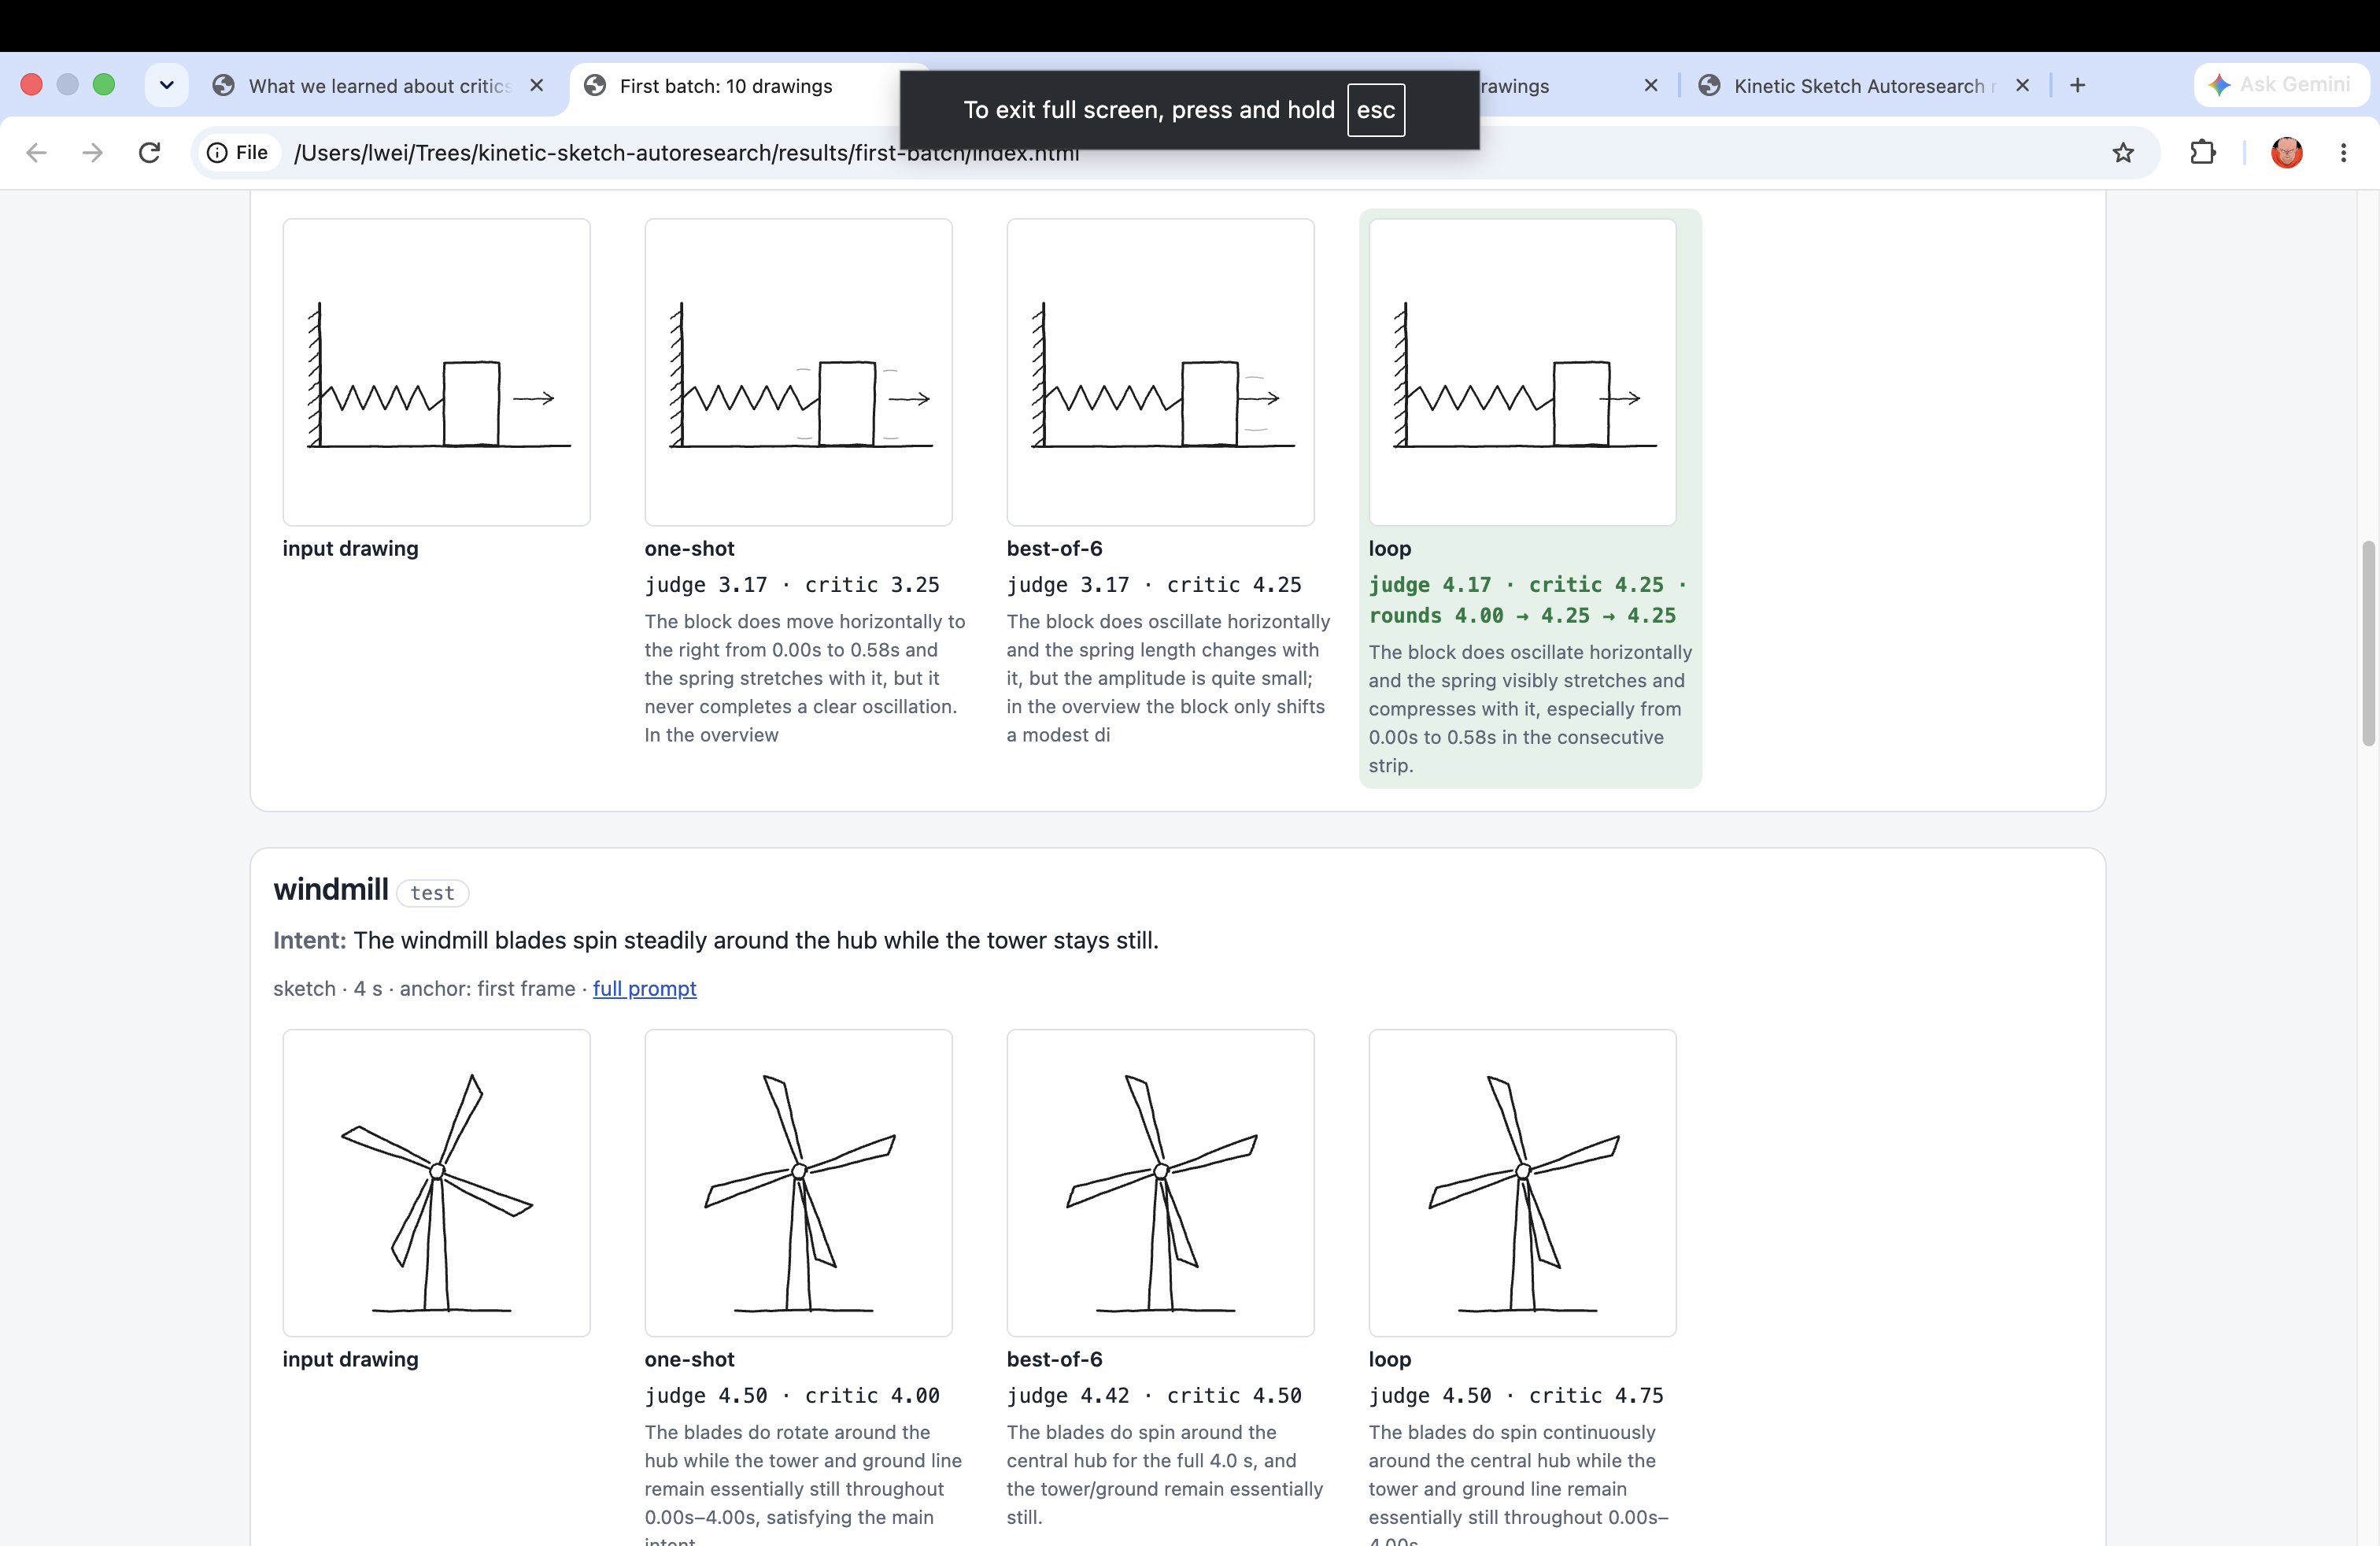 What we learned about critics
First batch: 10 drawings
rawings
Kinetic Sketch Autoresearch r
Ask Gemini
To exit full screen, press and hold esc
File /Users/lwei/Trees/kinetic-sketch-autoresearch/results/first-batch/index.html
input drawing
one-shot
judge 3.17 · critic 3.25
The block does move horizontally to
the right from 0.00s to 0.58s and
the spring stretches with it, but it
never completes a clear oscillation.
In the overview
best-of-6
judge 3.17 · critic 4.25
The block does oscillate horizontally
and the spring length changes with
it, but the amplitude is quite small;
in the overview the block only shifts
a modest di
loop
judge 4.17 · critic 4.25 ·
rounds 4.00 → 4.25 → 4.25
The block does oscillate horizontally
and the spring visibly stretches and
compresses with it, especially from
0.00s to 0.58s in the consecutive
strip.
windmill test
Intent: The windmill blades spin steadily around the hub while the tower stays still.
sketch · 4 s · anchor: first frame · full prompt
input drawing
one-shot
judge 4.50 · critic 4.00
The blades do rotate around the
hub while the tower and ground line
remain essentially still throughout
0.00s–4.00s, satisfying the main
intent
best-of-6
judge 4.42 · critic 4.50
The blades do spin around the
central hub for the full 4.0 s, and
the tower/ground remain essentially
still.
loop
judge 4.50 · critic 4.75
The blades do spin continuously
around the central hub while the
tower and ground line remain
essentially still throughout 0.00s–
4.00s